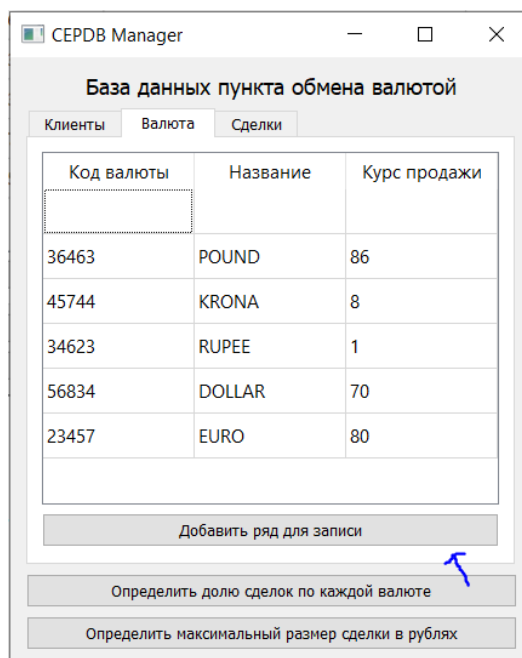 CEPDB Manager
База данных пункта обмена валютой
Клиенты Валюта Сделки
Код валюты Название Курс продажи
36463 POUND 86
45744 KRONA 8
34623 RUPEE 1
56834 DOLLAR 70
23457 EURO 80
Добавить ряд для записи
Определить долю сделок по каждой валюте
Определить максимальный размер сделки в рублях